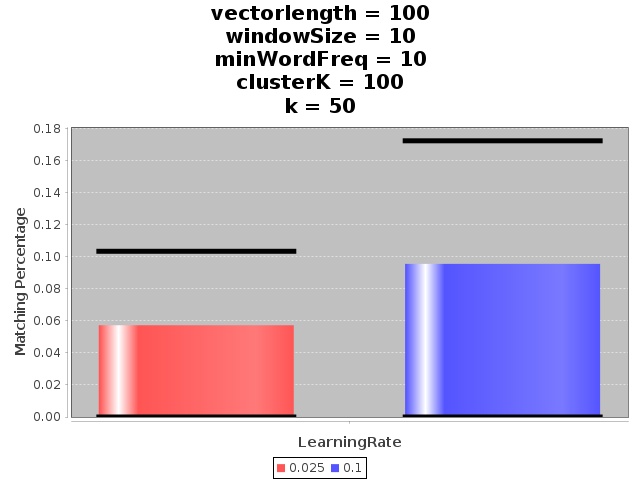 vectorlength = 100
windowSize = 10
minWordFreq = 10
clusterK = 100
k = 50
0.18
0.16
0.14
0.12
0.10
0.08
0.06
0.04
0.02
0.00
Matching Percentage
LearningRate
0.025 0.1